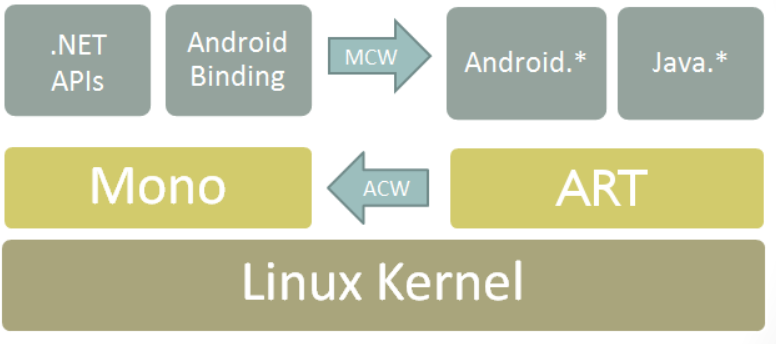 .NET
APIs
Android
Binding
MCW
Android.*
Java.*
Mono
ACW
ART
Linux Kernel